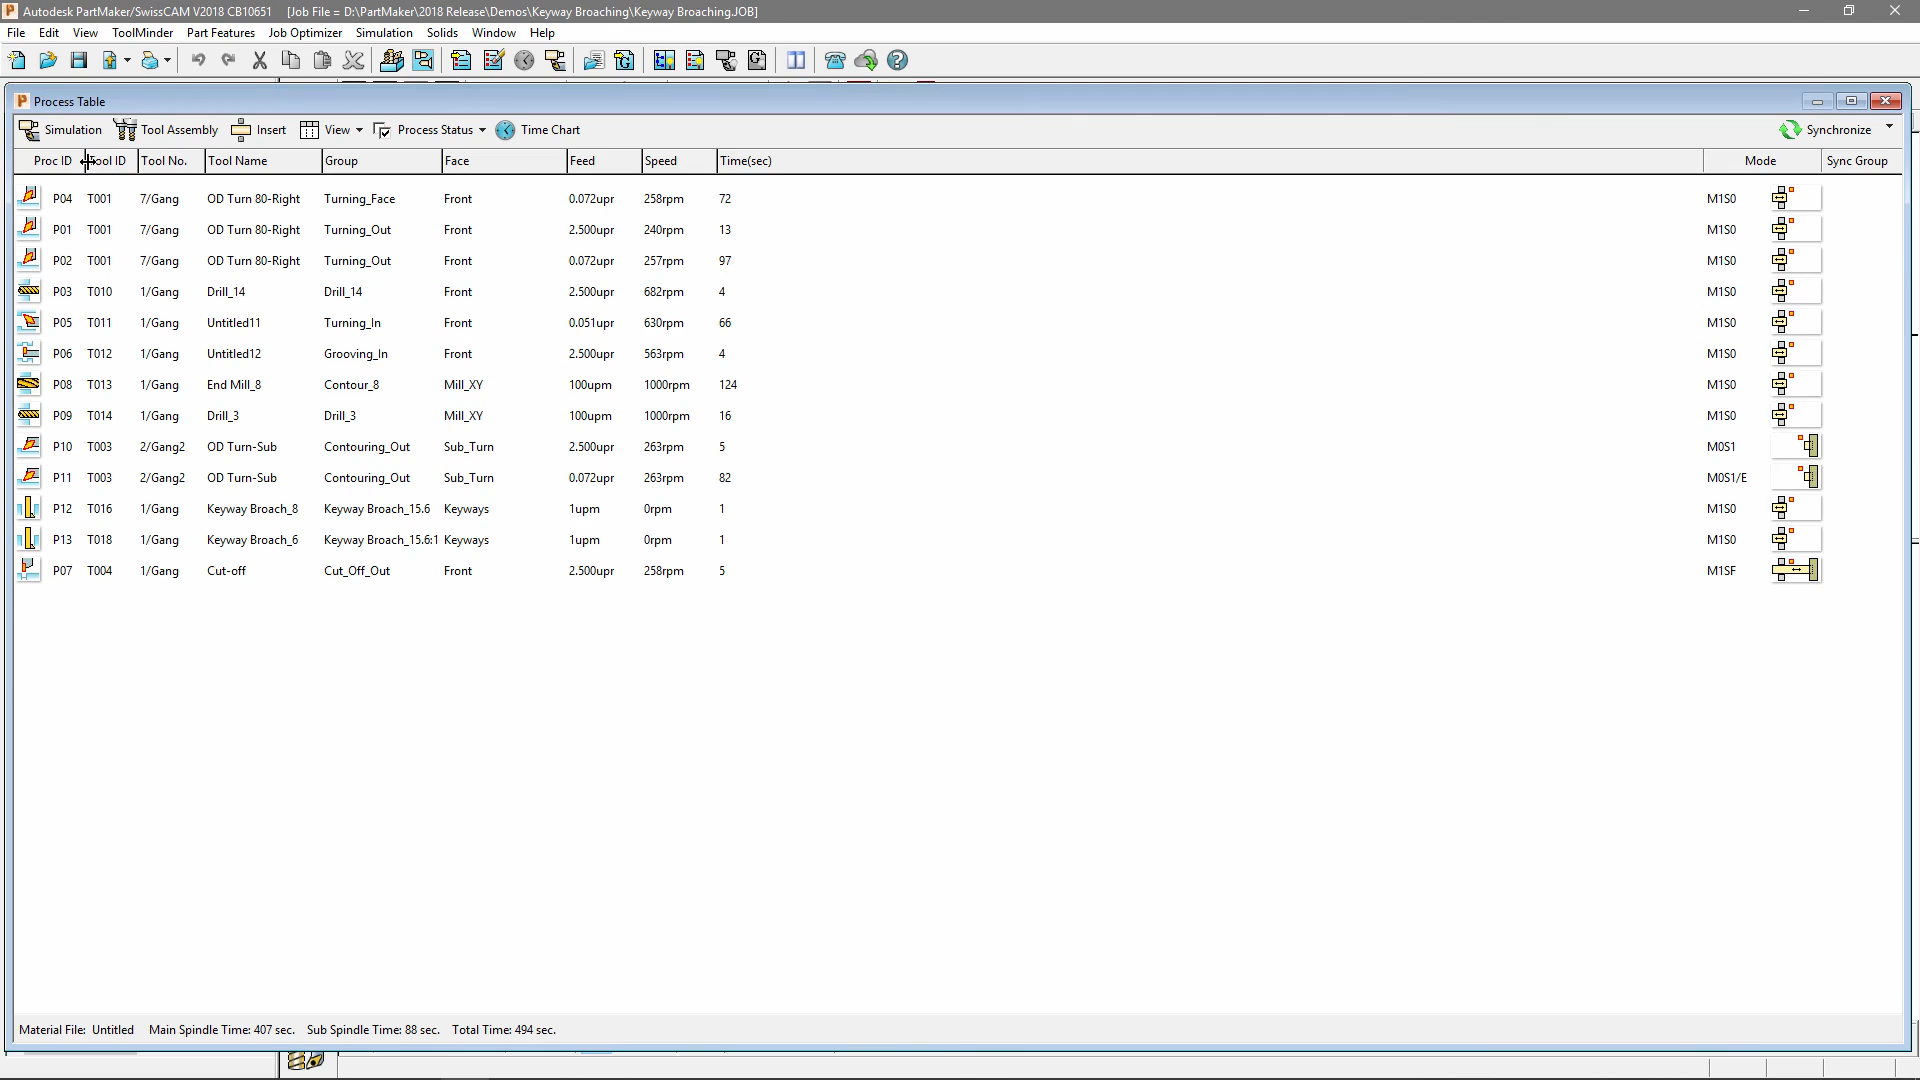 Autodesk PartMaker/SwissCAM V2018 CB10651 [Job File = D:\PartMaker\2018 Release\Demos\Keyway Broaching\Keyway Broaching.JOB]
File Edit View ToolMinder Part Features Job Optimizer Simulation Solids Window Help
Process Table
Simulation Tool Assembly Insert View Process Status Time Chart Synchronize
Proc ID Tool ID Tool No. Tool Name Group Face Feed Speed Time(sec) Mode Sync Group
P04 T001 7/Gang OD Turn 80-Right Turning_Face Front 0.072upr 258rpm 72 M1S0
P01 T001 7/Gang OD Turn 80-Right Turning_Out Front 2.500upr 240rpm 13 M1S0
P02 T001 7/Gang OD Turn 80-Right Turning_Out Front 0.072upr 257rpm 97 M1S0
P03 T010 1/Gang Drill_14 Drill_14 Front 2.500upr 682rpm 4 M1S0
P05 T011 1/Gang Untitled11 Turning_In Front 0.051upr 630rpm 66 M1S0
P06 T012 1/Gang Untitled12 Grooving_In Front 2.500upr 563rpm 4 M1S0
P08 T013 1/Gang End Mill_8 Contour_8 Mill_XY 100upm 1000rpm 124 M1S0
P09 T014 1/Gang Drill_3 Drill_3 Mill_XY 100upm 1000rpm 16 M1S0
P10 T003 2/Gang2 OD Turn-Sub Contouring_Out Sub_Turn 2.500upr 263rpm 5 M0S1
P11 T003 2/Gang2 OD Turn-Sub Contouring_Out Sub_Turn 0.072upr 263rpm 82 M0S1/E
P12 T016 1/Gang Keyway Broach_8 Keyway Broach_15.6 Keyways 1upm 0rpm 1 M1S0
P13 T018 1/Gang Keyway Broach_6 Keyway Broach_15.6:1 Keyways 1upm 0rpm 1 M1S0
P07 T004 1/Gang Cut-off Cut_Off_Out Front 2.500upr 258rpm 5 M1SF
Material File: Untitled Main Spindle Time: 407 sec. Sub Spindle Time: 88 sec. Total Time: 494 sec.